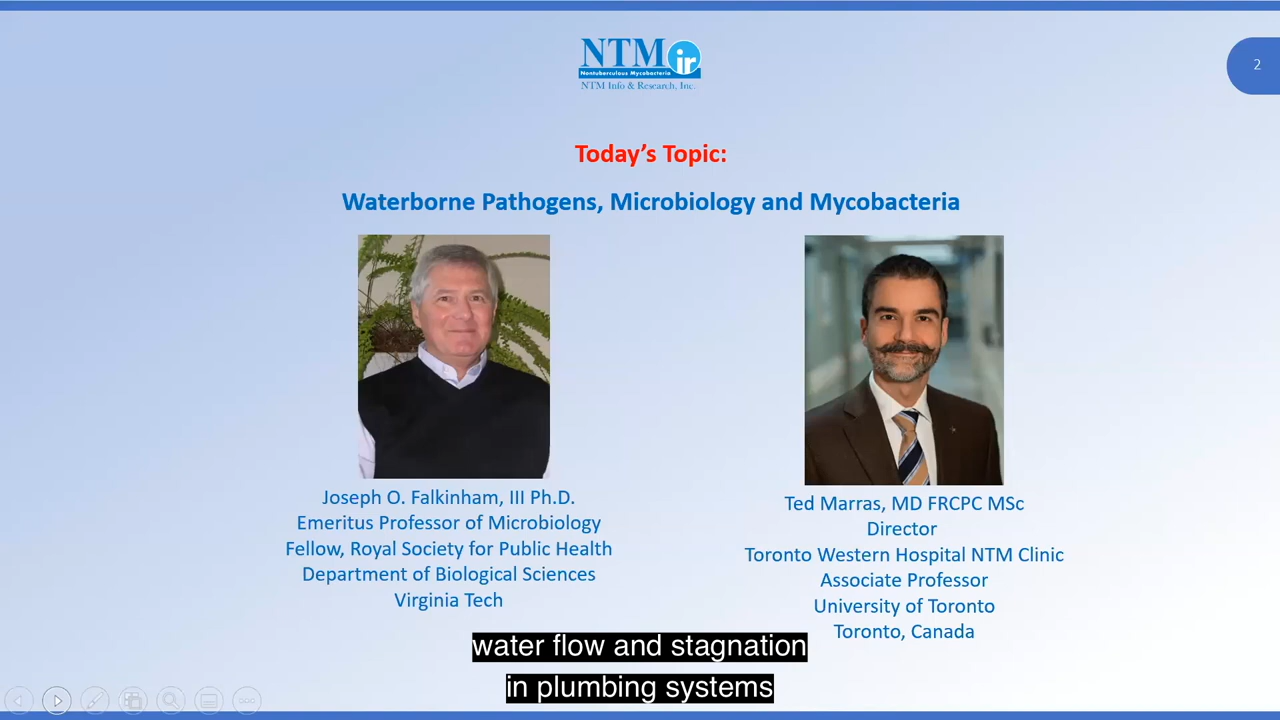 NTMir
Nontuberculous Mycobacteria
NTM Info & Research, Inc.
2
Today's Topic:
Waterborne Pathogens, Microbiology and Mycobacteria
Joseph O. Falkinham, III Ph.D.
Emeritus Professor of Microbiology
Fellow, Royal Society for Public Health
Department of Biological Sciences
Virginia Tech
Ted Marras, MD FRCPC MSc
Director
Toronto Western Hospital NTM Clinic
Associate Professor
University of Toronto
Toronto, Canada
water flow and stagnation
in plumbing systems